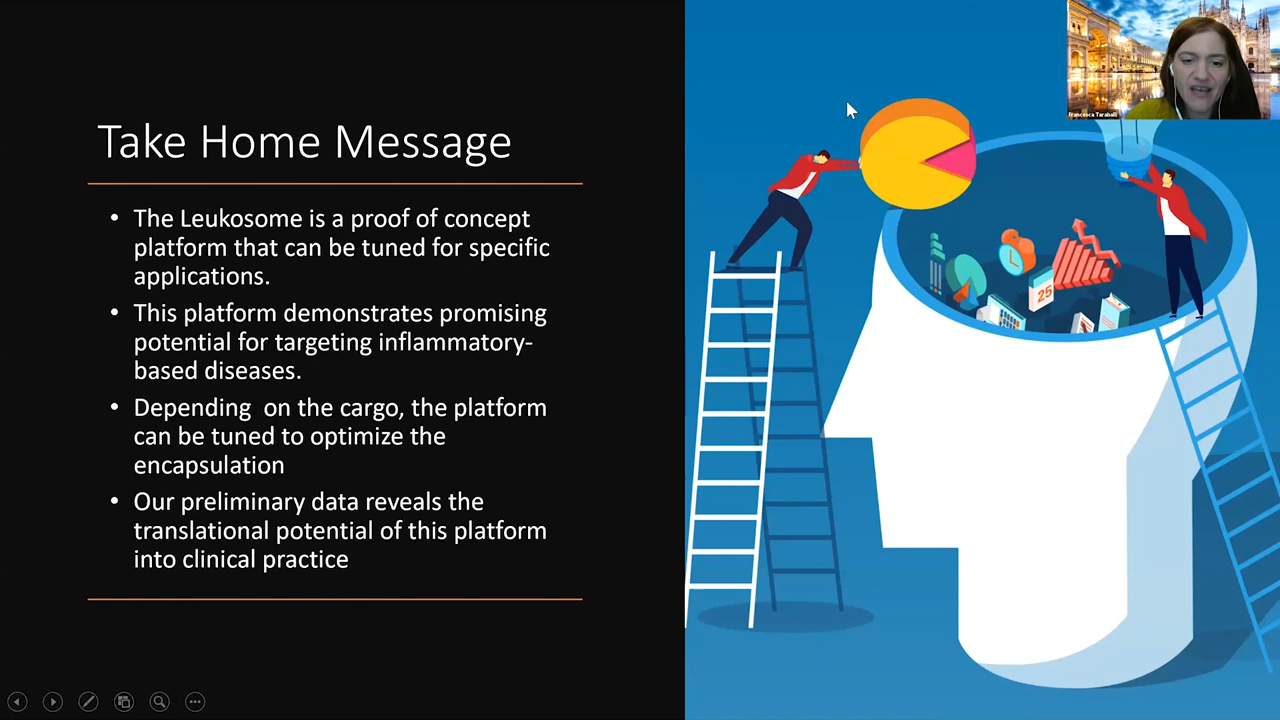 Take Home Message
• The Leukosome is a proof of concept
platform that can be tuned for specific
applications.
• This platform demonstrates promising
potential for targeting inflammatory-
based diseases.
• Depending  on the cargo, the platform
can be tuned to optimize the
encapsulation
• Our preliminary data reveals the
translational potential of this platform
into clinical practice
25
Francesca Taraballi